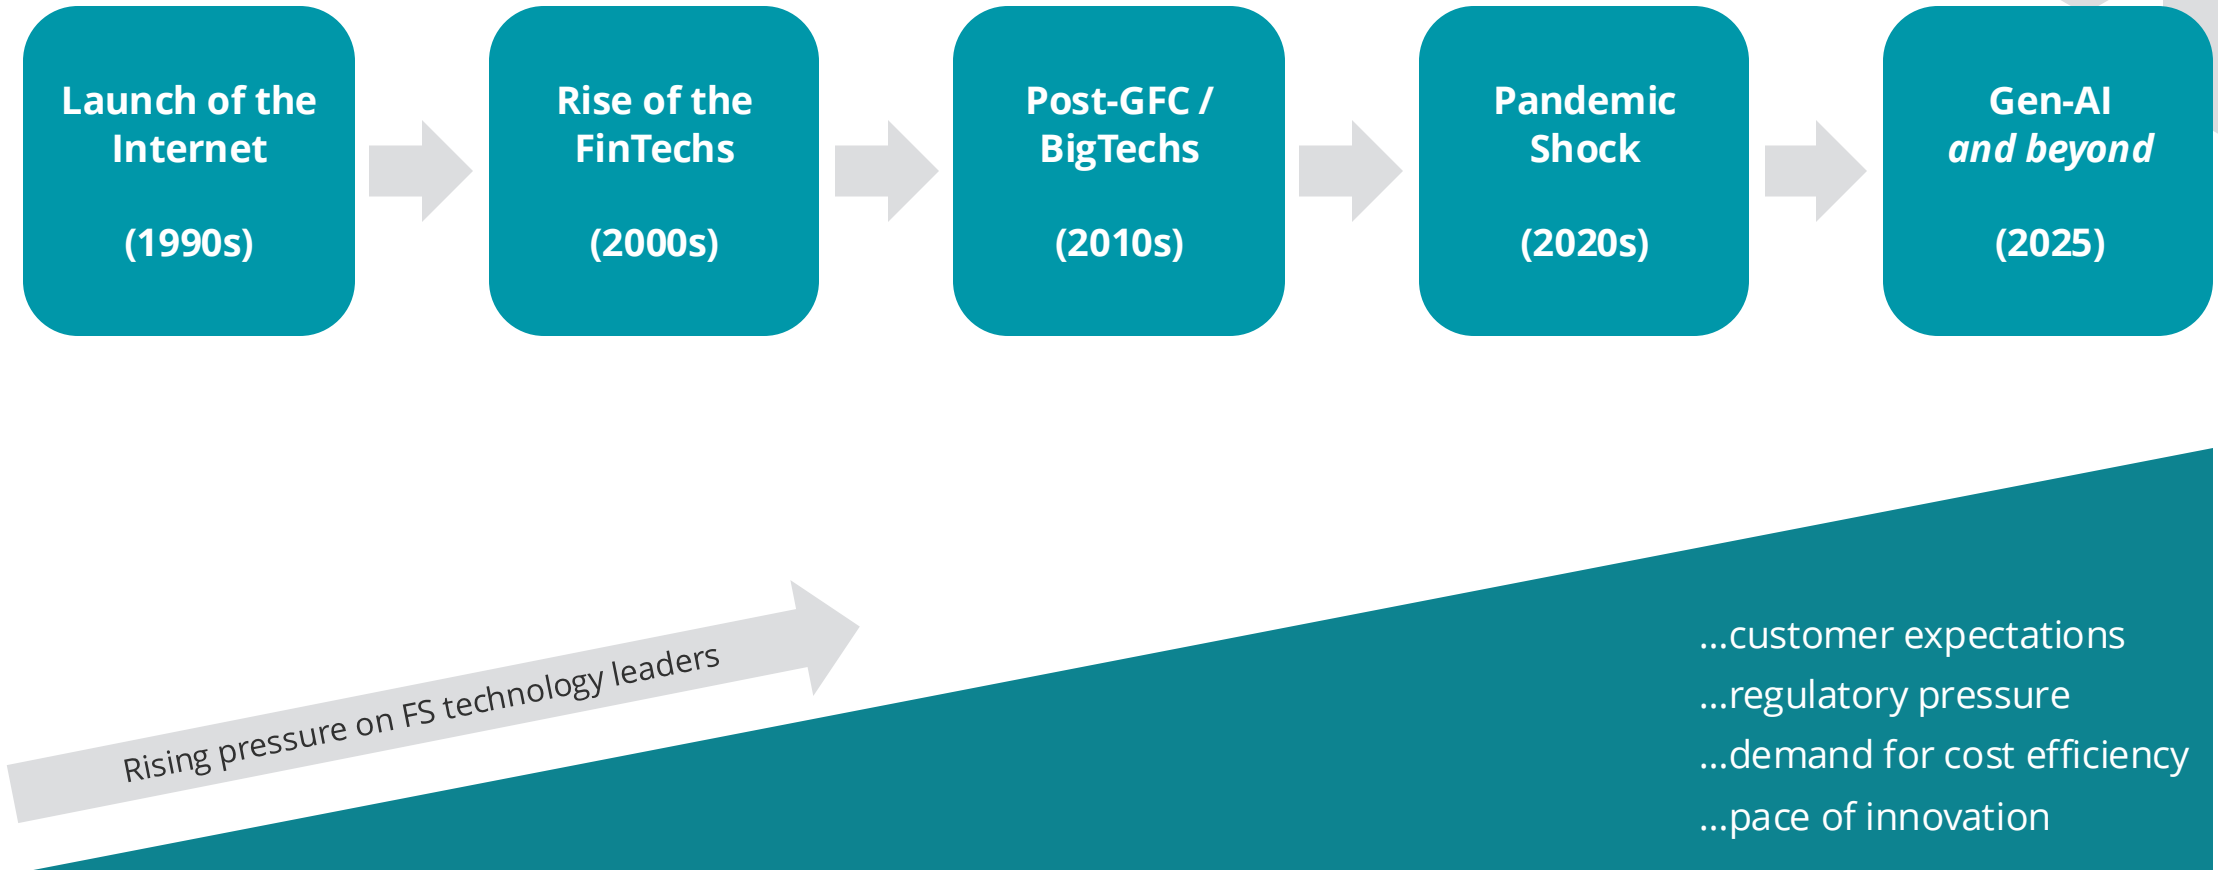 Launch of the
Internet
(1990s)
Rise of the
FinTechs
(2000s)
Post-GFC /
BigTechs
(2010s)
Pandemic
Shock
(2020s)
Gen-AI
and beyond
(2025)
Rising pressure on FS technology leaders
...customer expectations
...regulatory pressure
...demand for cost efficiency
...pace of innovation